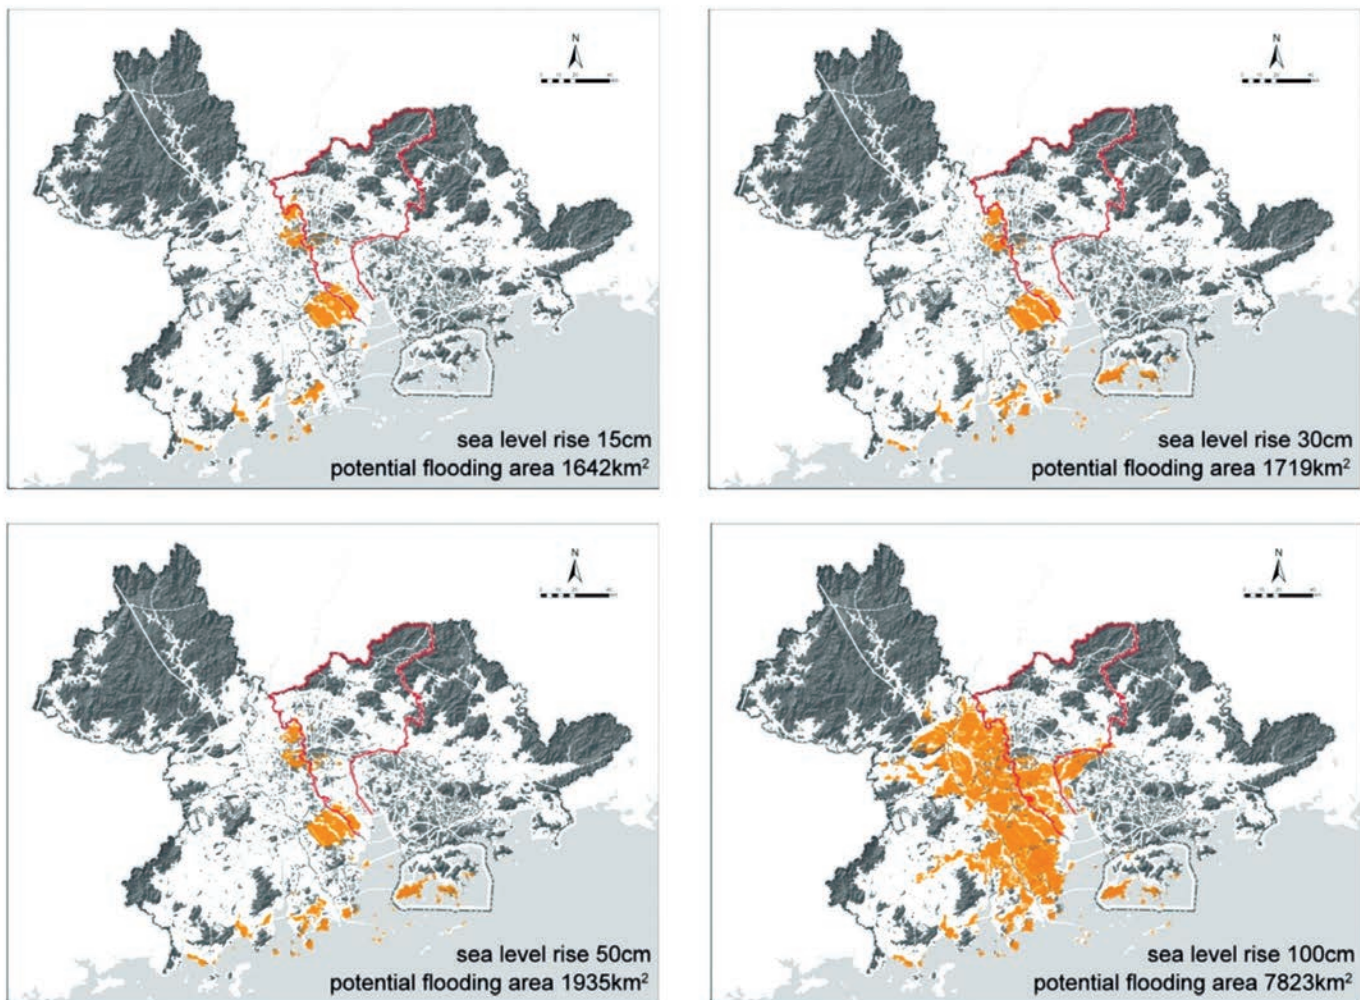 N
sea level rise 15cm
potential flooding area 1642km²
N
sea level rise 30cm
potential flooding area 1719km²
N
sea level rise 50cm
potential flooding area 1935km²
N
sea level rise 100cm
potential flooding area 7823km²